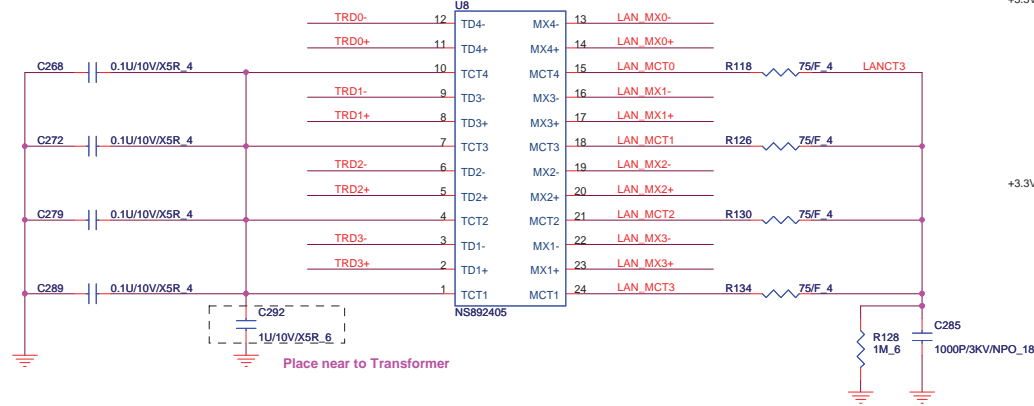 U8
+3.3V
TRD0- 12 TD4- MX4- 13 LAN_MX0-
TRD0+ 11 TD4+ MX4+ 14 LAN_MX0+
C268 0.1U/10V/X5R_4 10 TCT4 MCT4 15 LAN_MCT0 R118 75/F_4 LANCT3
TRD1- 9 TD3- MX3- 16 LAN_MX1-
TRD1+ 8 TD3+ MX3+ 17 LAN_MX1+
C272 0.1U/10V/X5R_4 7 TCT3 MCT3 18 LAN_MCT1 R126 75/F_4
TRD2- 6 TD2- MX2- 19 LAN_MX2-
+3.3V
TRD2+ 5 TD2+ MX2+ 20 LAN_MX2+
C279 0.1U/10V/X5R_4 4 TCT2 MCT2 21 LAN_MCT2 R130 75/F_4
TRD3- 3 TD1- MX1- 22 LAN_MX3-
TRD3+ 2 TD1+ MX1+ 23 LAN_MX3+
C289 0.1U/10V/X5R_4 1 TCT1 MCT1 24 LAN_MCT3 R134 75/F_4
C292 NS892405
1U/10V/X5R_6
C285
R128
1M_6 1000P/3KV/NPO_18
Place near to Transformer